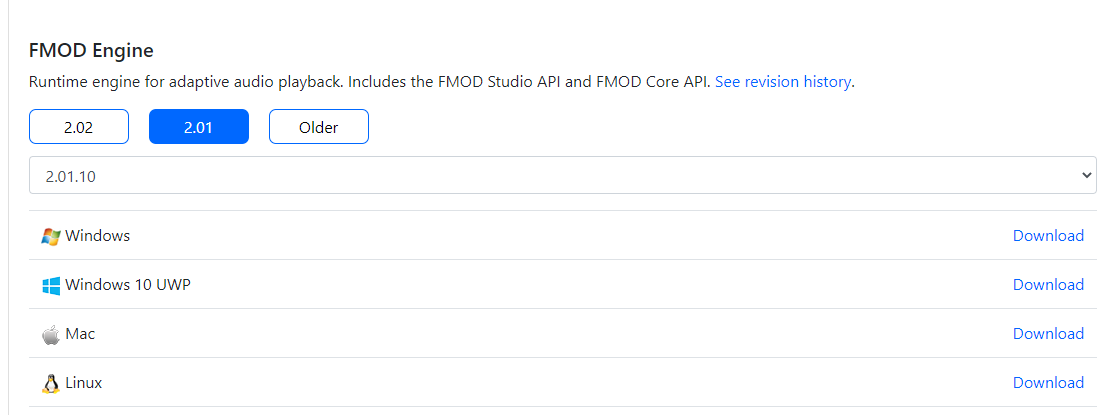 FMOD Engine
Runtime engine for adaptive audio playback. Includes the FMOD Studio API and FMOD Core API. See revision history.
2.02 2.01 Older
2.01.10
Windows Download
Windows 10 UWP Download
Mac Download
Linux Download